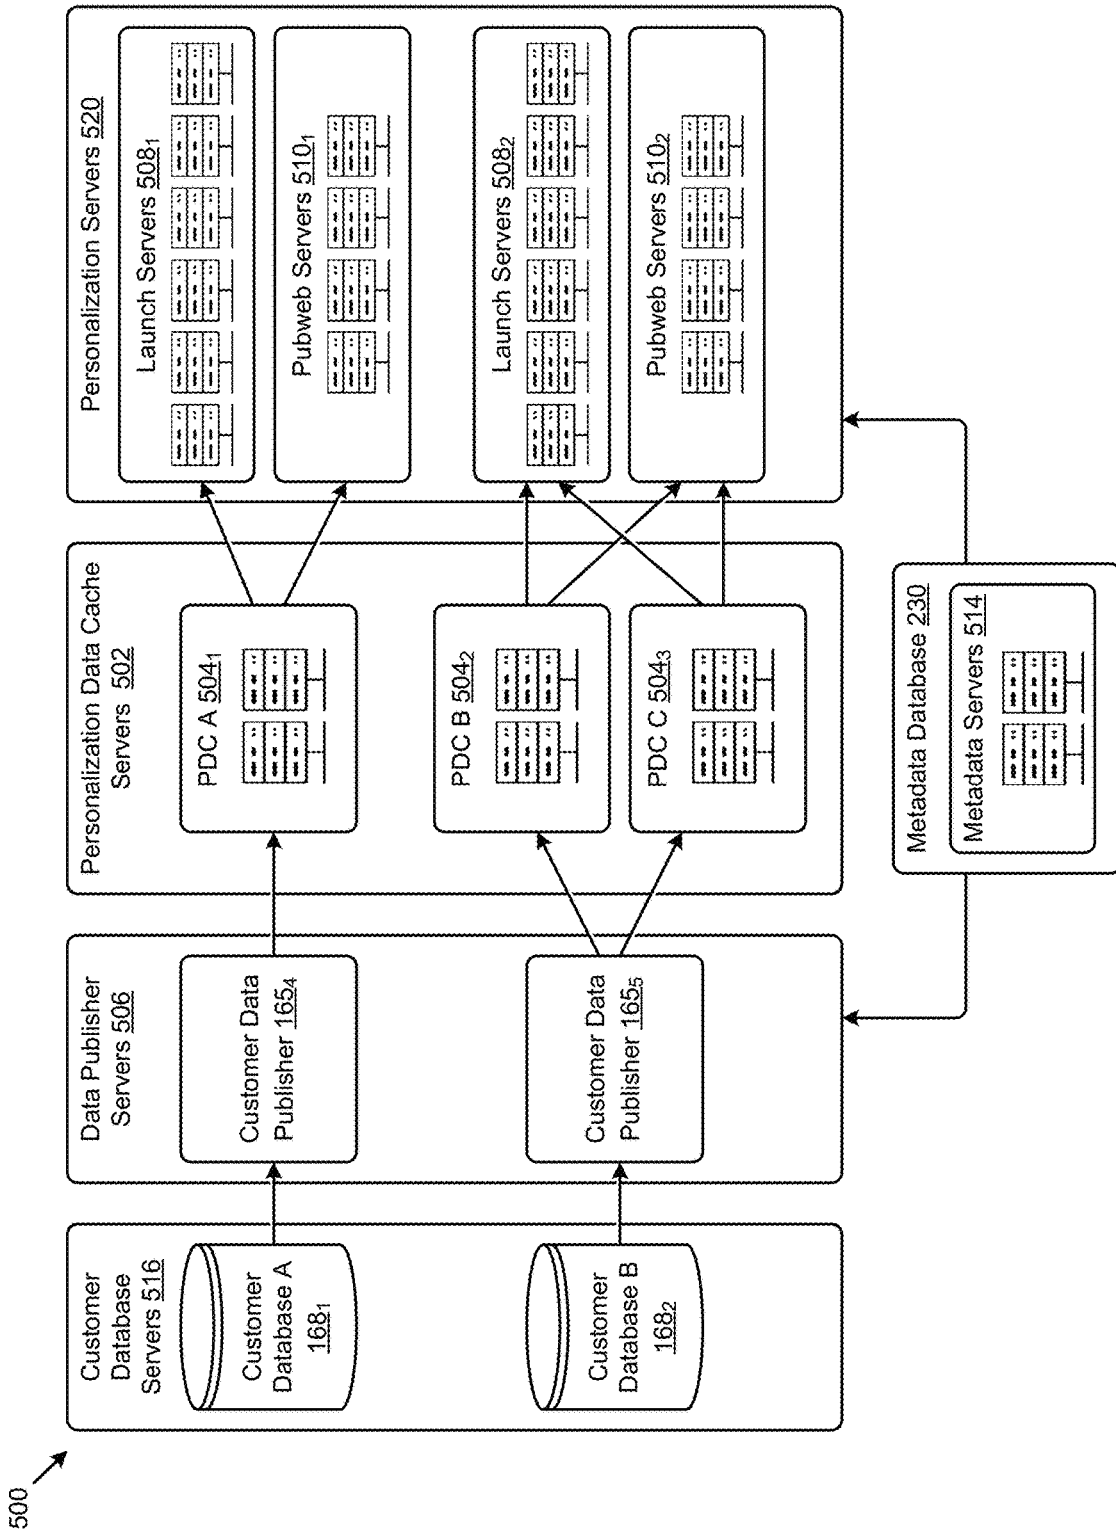 500
Customer
Database
Servers 516
Customer
Database A
168₁
Customer
Database B
168₂
Data Publisher
Servers 506
Customer Data
Publisher 165₄
Customer Data
Publisher 165₅
Personalization Data Cache
Servers 502
PDC A 504₁
PDC B 504₂
PDC C 504₃
Personalization Servers 520
Launch Servers 508₁
Pubweb Servers 510₁
Launch Servers 508₂
Pubweb Servers 510₂
Metadata Database 230
Metadata Servers 514